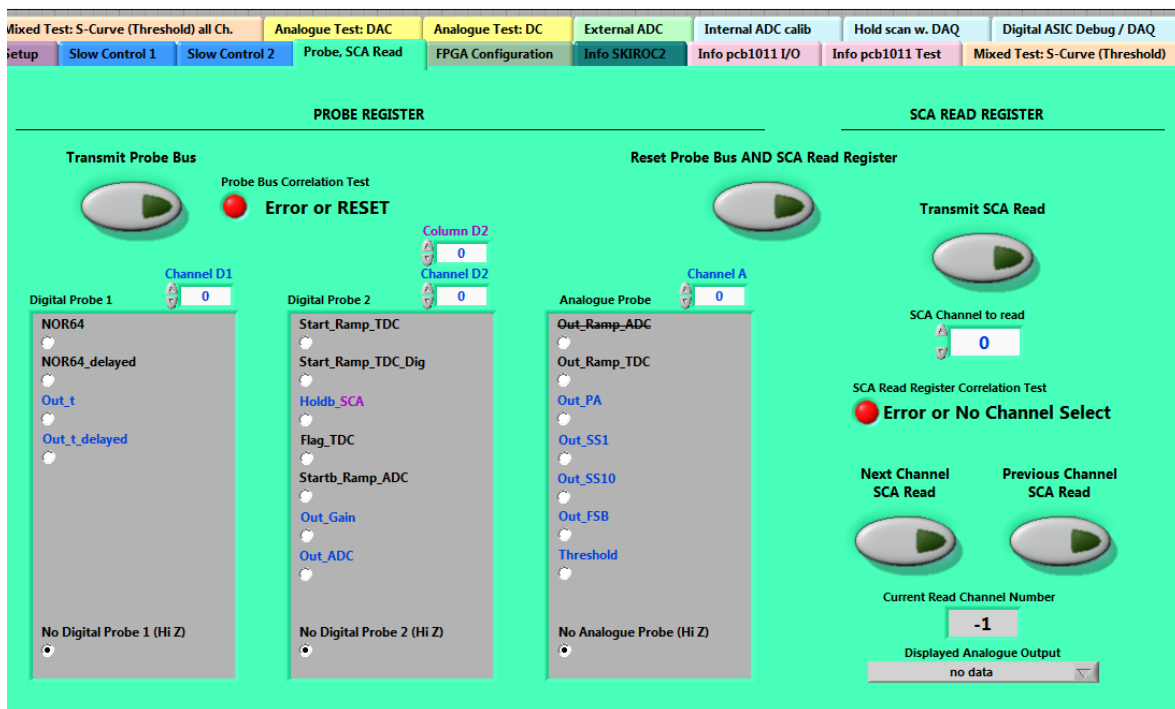 Mixed Test: S-Curve (Threshold) all Ch. Analogue Test: DAC Analogue Test: DC External ADC Internal ADC calib Hold scan w. DAQ Digital ASIC Debug / DAQ
Setup Slow Control 1 Slow Control 2 Probe, SCA Read FPGA Configuration Info SKIROC2 Info pcb1011 I/O Info pcb1011 Test Mixed Test: S-Curve (Threshold)
PROBE REGISTER
Transmit Probe Bus
Probe Bus Correlation Test
Error or RESET
Reset Probe Bus AND SCA Read Register
Digital Probe 1
Channel D1
0
NOR64
NOR64_delayed
Out_t
Out_t_delayed
No Digital Probe 1 (Hi Z)
Column D2
0
Digital Probe 2
Channel D2
0
Start_Ramp_TDC
Start_Ramp_TDC_Dig
Holdb_SCA
Flag_TDC
Startb_Ramp_ADC
Out_Gain
Out_ADC
No Digital Probe 2 (Hi Z)
Analogue Probe
Channel A
0
Out_Ramp_ADC
Out_Ramp_TDC
Out_PA
Out_SS1
Out_SS10
Out_FSB
Threshold
No Analogue Probe (Hi Z)
SCA READ REGISTER
Transmit SCA Read
SCA Channel to read
0
SCA Read Register Correlation Test
Error or No Channel Select
Next Channel
SCA Read
Previous Channel
SCA Read
Current Read Channel Number
-1
Displayed Analogue Output
no data